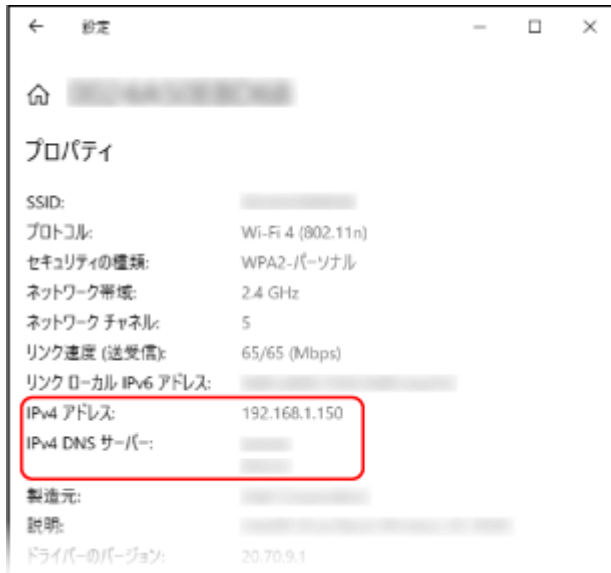 ← 設定
プロパティ
SSID:
プロトコル: Wi-Fi 4 (802.11n)
セキュリティの種類: WPA2-パーソナル
ネットワーク帯域: 2.4 GHz
ネットワーク チャネル: 5
リンク速度 (送受信): 65/65 (Mbps)
リンク ローカル IPv6 アドレス:
IPv4 アドレス: 192.168.1.150
IPv4 DNS サーバー:
製造元:
説明:
ドライバーのバージョン: 20.70.9.1